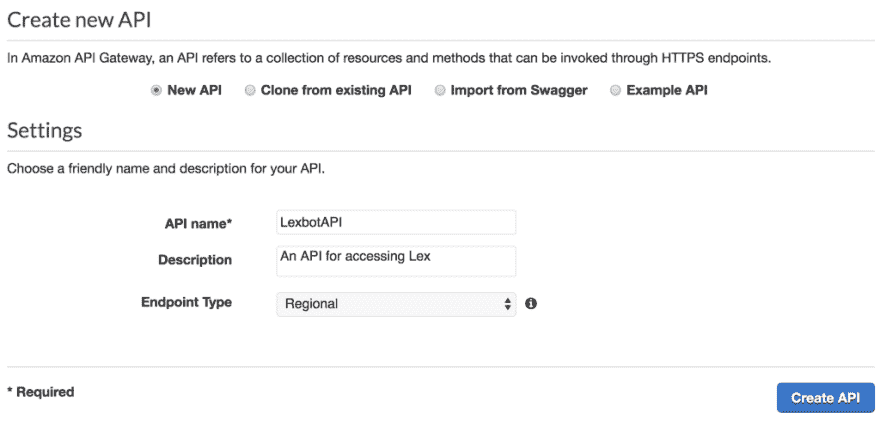 Create new API
In Amazon API Gateway, an API refers to a collection of resources and methods that can be invoked through HTTPS endpoints.
New API Clone from existing API Import from Swagger Example API
Settings
Choose a friendly name and description for your API.
API name* LexbotAPI
Description An API for accessing Lex
Endpoint Type Regional
* Required Create API